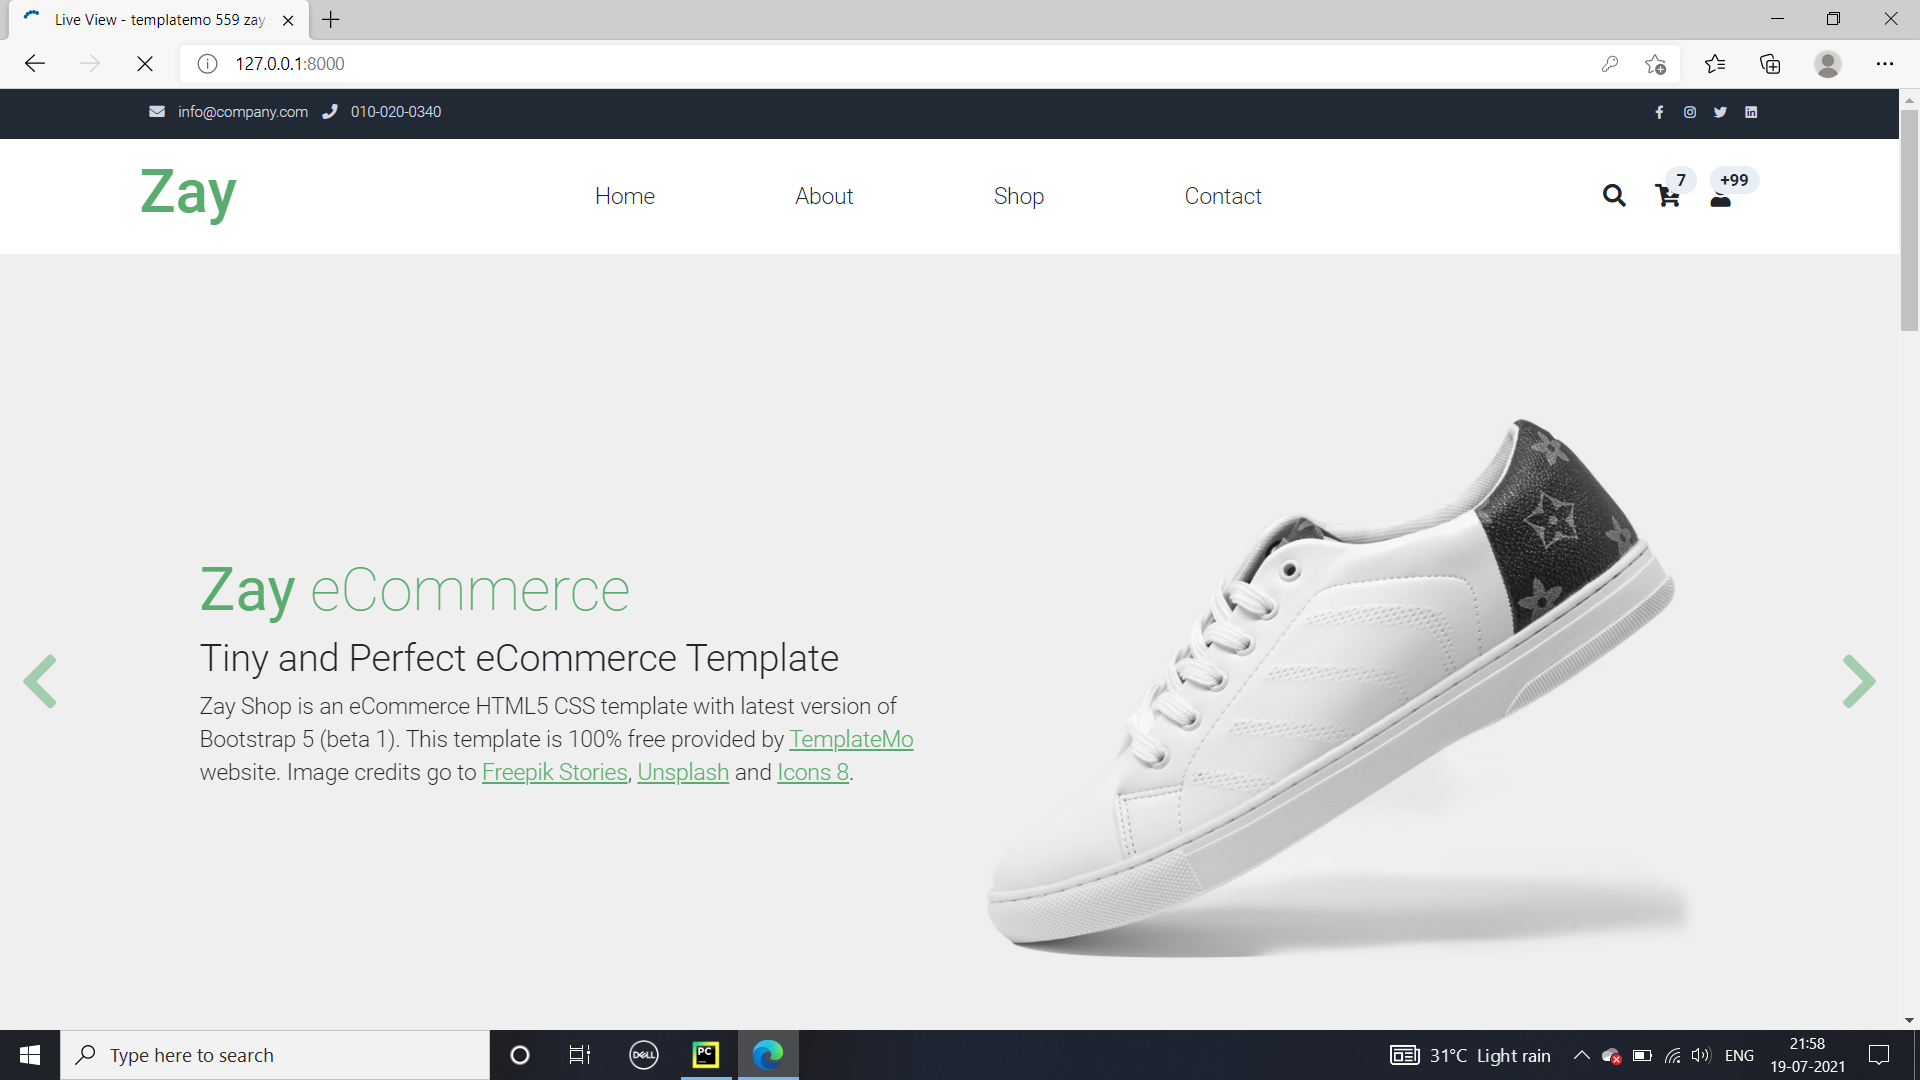 Live View - templatemo 559 zay
127.0.0.1:8000
info@company.com 010-020-0340
Zay Home About Shop Contact 7 +99
Zay eCommerce
Tiny and Perfect eCommerce Template
Zay Shop is an eCommerce HTML5 CSS template with latest version of
Bootstrap 5 (beta 1). This template is 100% free provided by TemplateMo
website. Image credits go to Freepik Stories, Unsplash and Icons 8.
Type here to search DELL PC 31°C Light rain ENG 21:58
19-07-2021